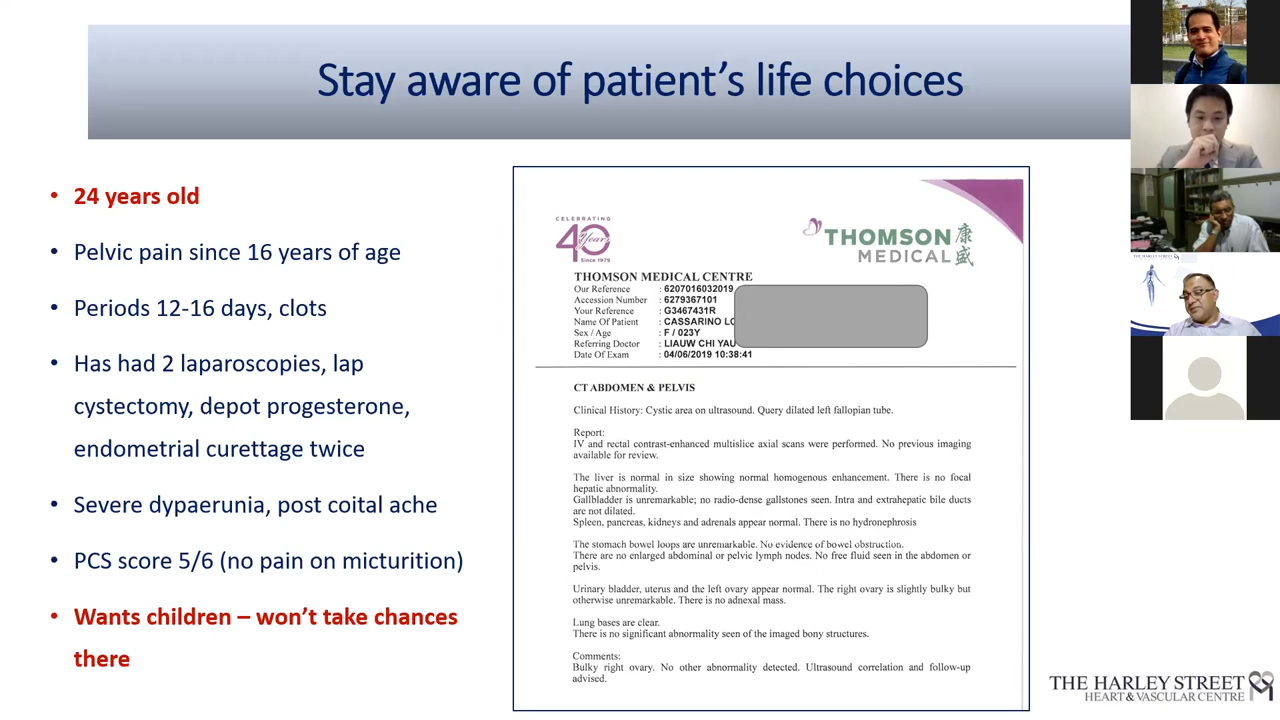 Stay aware of patient's life choices
• 24 years old
• Pelvic pain since 16 years of age
• Periods 12-16 days, clots
• Has had 2 laparoscopies, lap
cystectomy, depot progesterone,
endometrial curettage twice
• Severe dypaerunia, post coital ache
• PCS score 5/6 (no pain on micturition)
• Wants children – won't take chances
there
CELEBRATING
40 Years
Since 1979
THOMSON 康
MEDICAL 盛
THOMSON MEDICAL CENTRE
Our Reference : 6207016032019
Accession Number : 6279367101
Your Reference : G3467431R
Name Of Patient : CASSARINO
Sex / Age : F / 023Y
Referring Doctor : LIAUW CHI YAU
Date Of Exam : 04/06/2019 10:38:41
CT ABDOMEN & PELVIS
Clinical History: Cystic area on ultrasound. Query dilated left fallopian tube.
Report:
IV and rectal contrast-enhanced multislice axial scans were performed. No previous imaging
available for review.
The liver is normal in size showing normal homogenous enhancement. There is no focal
hepatic abnormality.
Gallbladder is unremarkable; no radio-dense gallstones seen. Intra and extrahepatic bile ducts
are not dilated.
Spleen, pancreas, kidneys and adrenals appear normal. There is no hydronephrosis
The stomach bowel loops are unremarkable. No evidence of bowel obstruction.
There are no enlarged abdominal or pelvic lymph nodes. No free fluid seen in the abdomen or
pelvis.
Urinary bladder, uterus and the left ovary appear normal. The right ovary is slightly bulky but
otherwise unremarkable. There is no adnexal mass.
Lung bases are clear.
There is no significant abnormality seen of the imaged bony structures.
Comments:
Bulky right ovary. No other abnormality detected. Ultrasound correlation and follow-up
advised.
THE HARLEY STREET
HEART & VASCULAR CENTRE